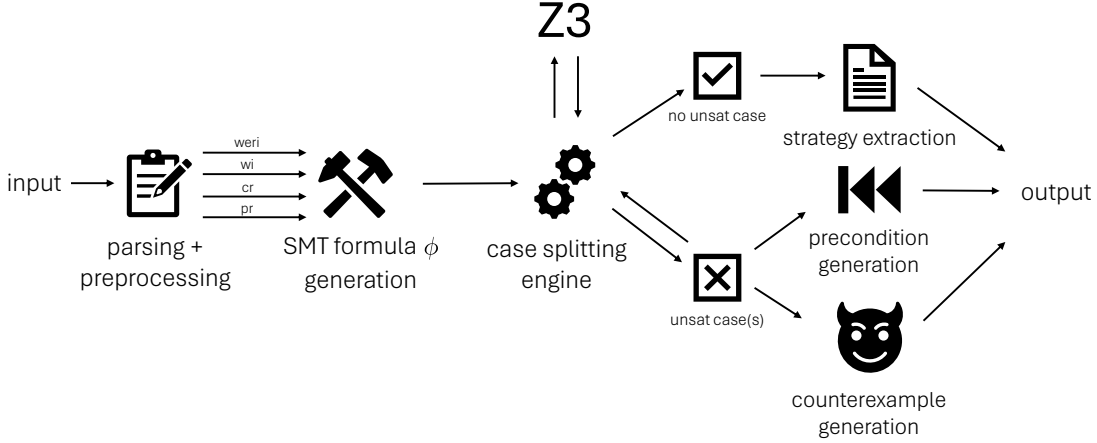 Z3
no unsat case
strategy extraction
input
weri
wi
cr
pr
parsing +
preprocessing
SMT formula ϕ
generation
case splitting
engine
output
precondition
generation
unsat case(s)
counterexample
generation